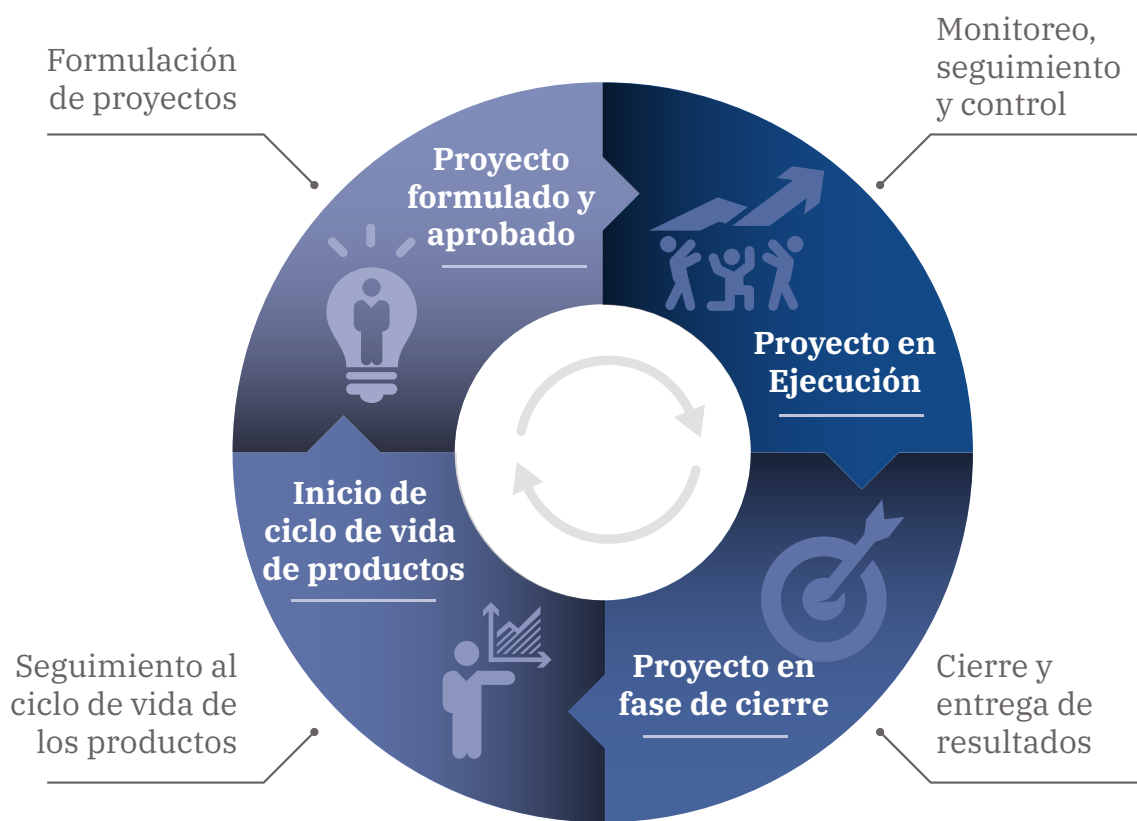 Formulación
de proyectos
Monitoreo,
seguimiento
y control
Proyecto
formulado y
aprobado
Proyecto en
Ejecución
Inicio de
ciclo de vida
de productos
Proyecto en
fase de cierre
Seguimiento al
ciclo de vida de
los productos
Cierre y
entrega de
resultados